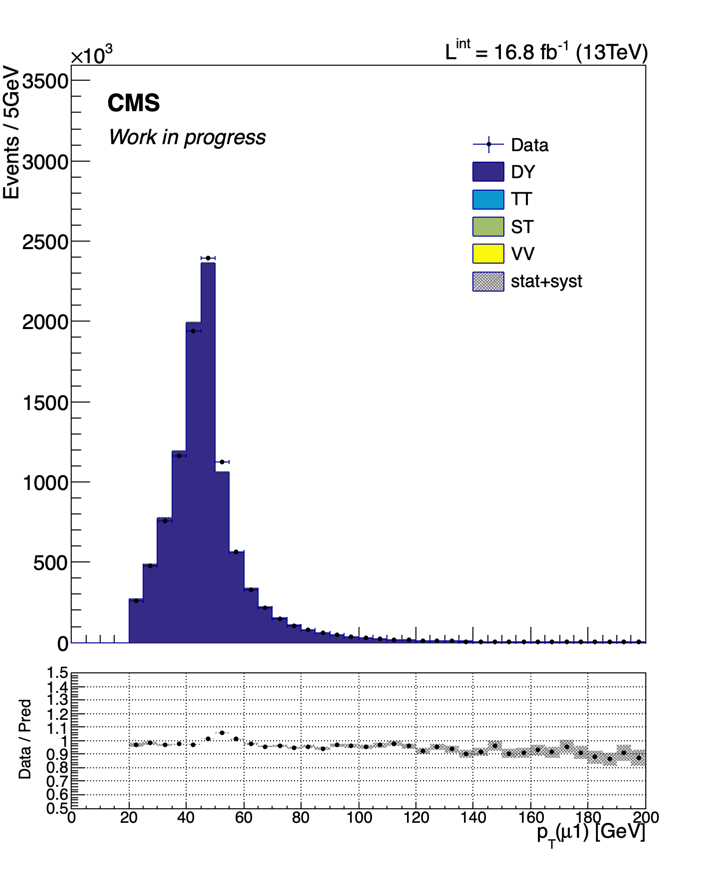 ×10³
L^int = 16.8 fb⁻¹ (13TeV)
Events / 5GeV
3500
3000
2500
2000
1500
1000
500
0
CMS
Work in progress
Data
DY
TT
ST
VV
stat+syst
Data / Pred
1.5
1.4
1.3
1.2
1.1
1
0.9
0.8
0.7
0.6
0.5
0 20 40 60 80 100 120 140 160 180 200
p_T(μ1) [GeV]